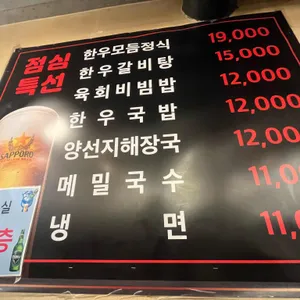 점심
특선
한우모듬정식 19,000
한우갈비탕 15,000
육회비빔밥 12,000
한우국밥 12,000
양선지해장국 12,000
메밀국수 11,0
냉면 11,
SAPPORO
실
층